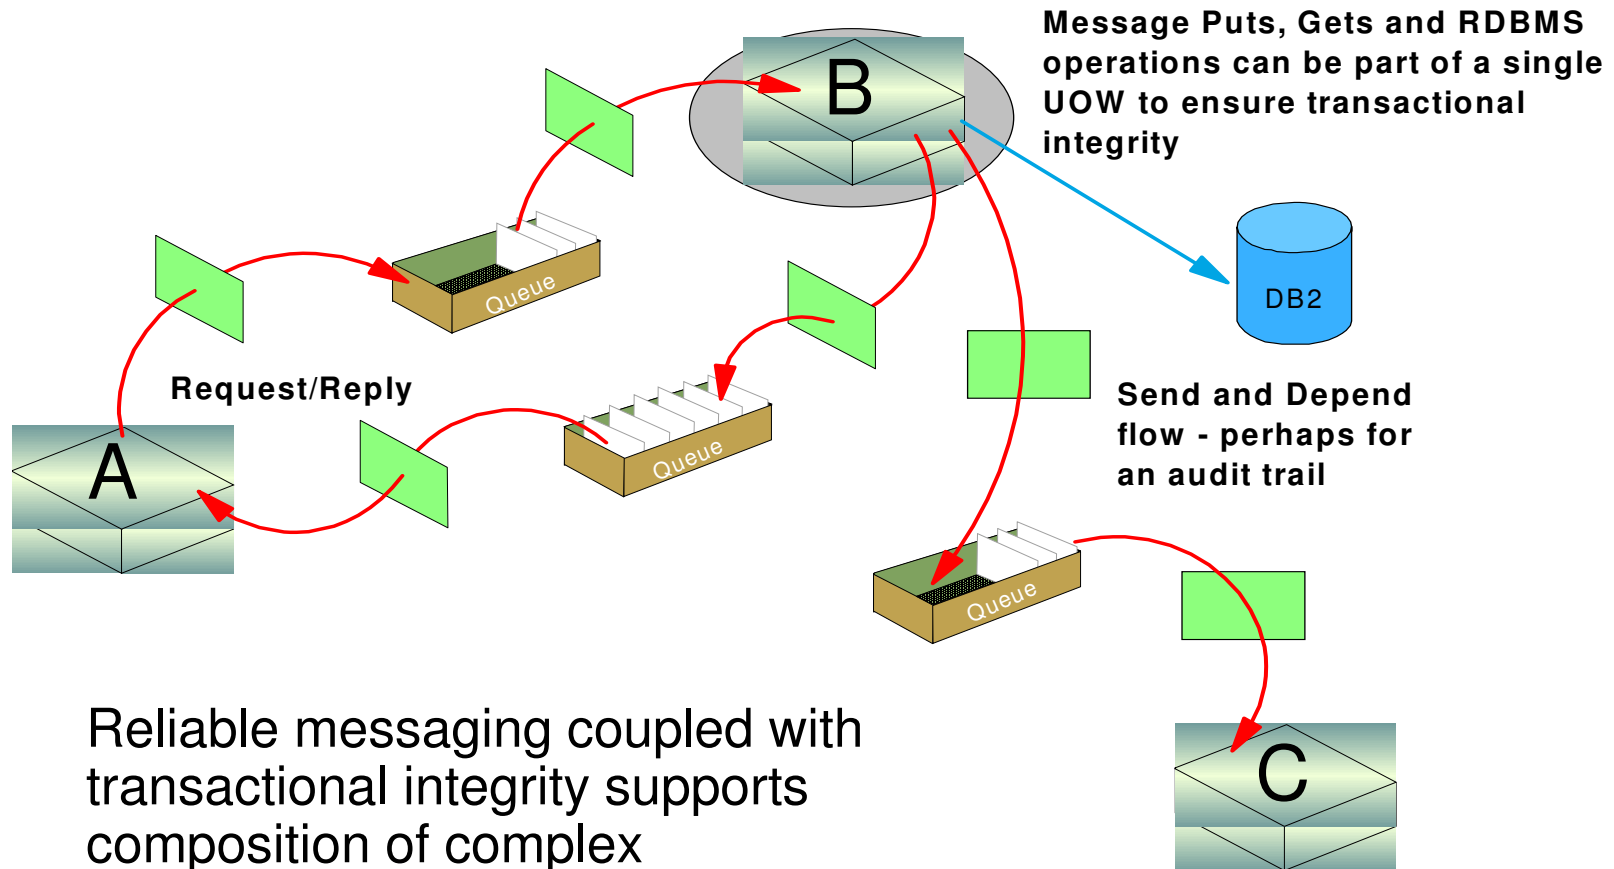 Message Puts, Gets and RDBMS
operations can be part of a single
UOW to ensure transactional
integrity
B
Queue
DB2
Queue
Request/Reply
A
Send and Depend
flow - perhaps for
an audit trail
Queue
C
Reliable messaging coupled with
transactional integrity supports
composition of complex